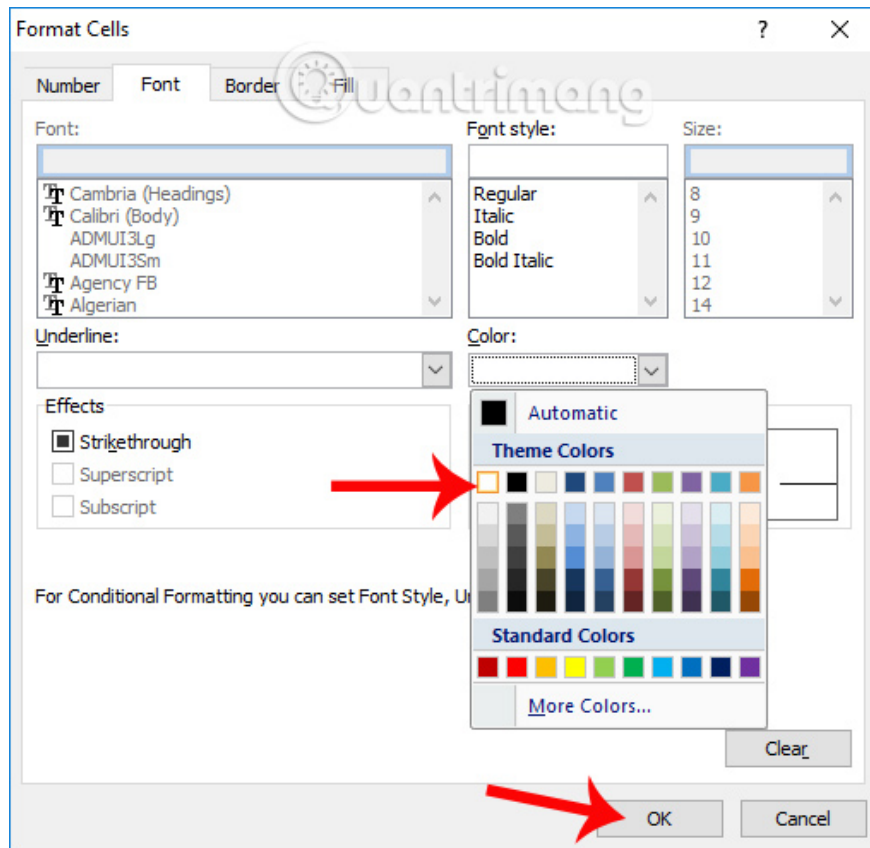 Format Cells ? ×
Number Font Border Fill
Quantrimang
Font: Font style: Size:
Cambria (Headings) Regular 8
Calibri (Body) Italic 9
ADMUI3Lg Bold 10
ADMUI3Sm Bold Italic 11
Agency FB 12
Algerian 14
Underline: Color:
Effects Automatic
Strikethrough Theme Colors
Superscript
Subscript
For Conditional Formatting you can set Font Style,
Standard Colors
More Colors...
Clear
OK Cancel